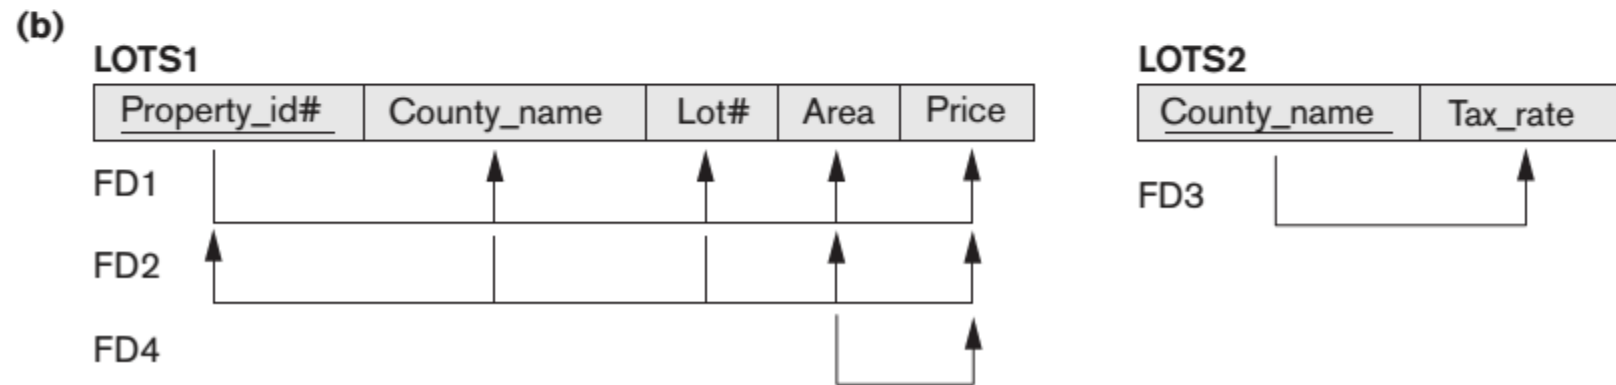 (b)
LOTS1
Property_id# County_name Lot# Area Price
FD1
FD2
FD4
LOTS2
County_name Tax_rate
FD3